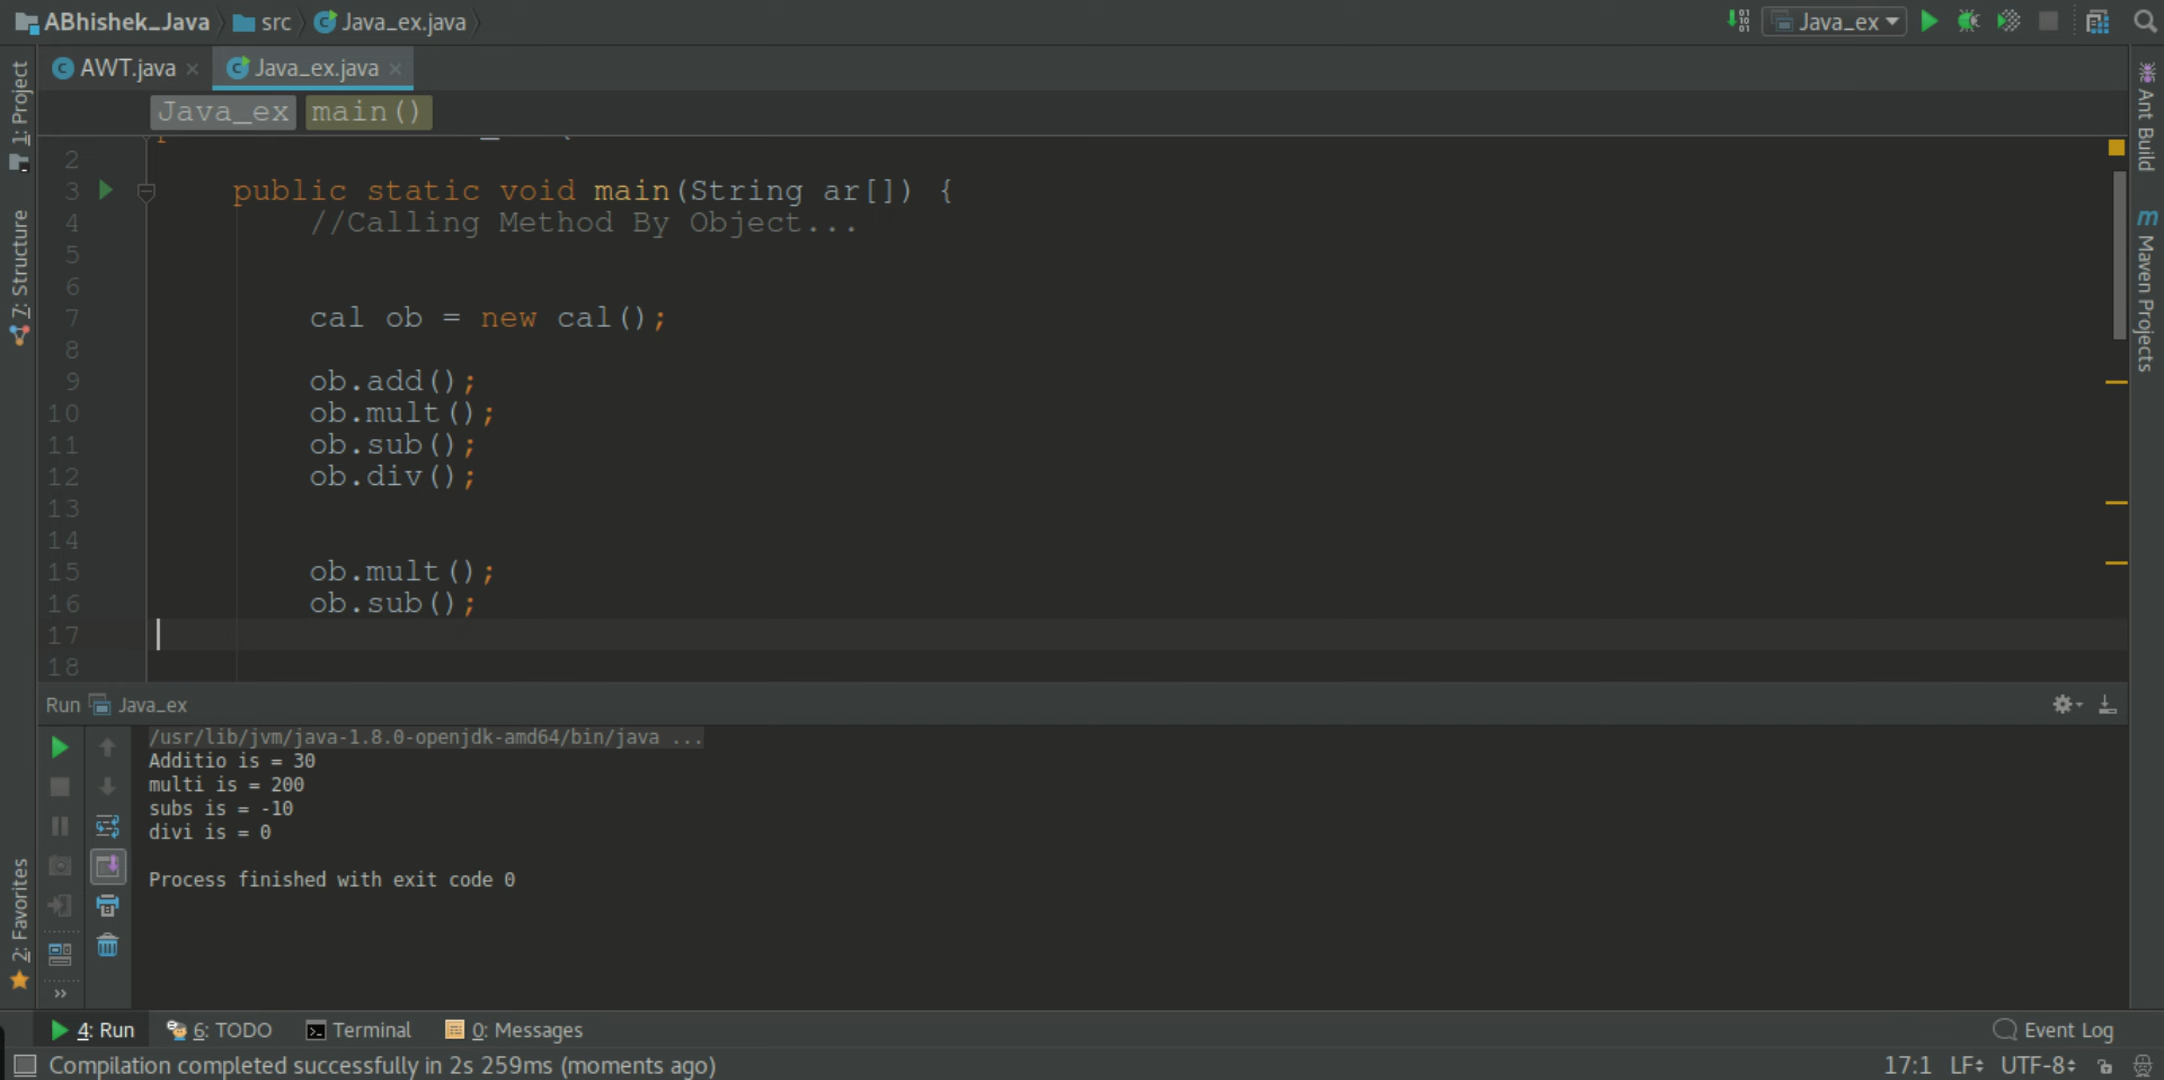 ABhishek_Java src Java_ex.java Java_ex
AWT.java Java_ex.java
Java_ex main()
1: Project
7: Structure
2: Favorites
2
3 public static void main(String ar[]) {
4 //Calling Method By Object...
5
6
7 cal ob = new cal();
8
9 ob.add();
10 ob.mult();
11 ob.sub();
12 ob.div();
13
14
15 ob.mult();
16 ob.sub();
17
18
Ant Build
m Maven Projects
Run Java_ex
/usr/lib/jvm/java-1.8.0-openjdk-amd64/bin/java ...
Additio is = 30
multi is = 200
subs is = -10
divi is = 0
Process finished with exit code 0
4: Run 6: TODO Terminal 0: Messages Event Log
Compilation completed successfully in 2s 259ms (moments ago) 17:1 LF UTF-8